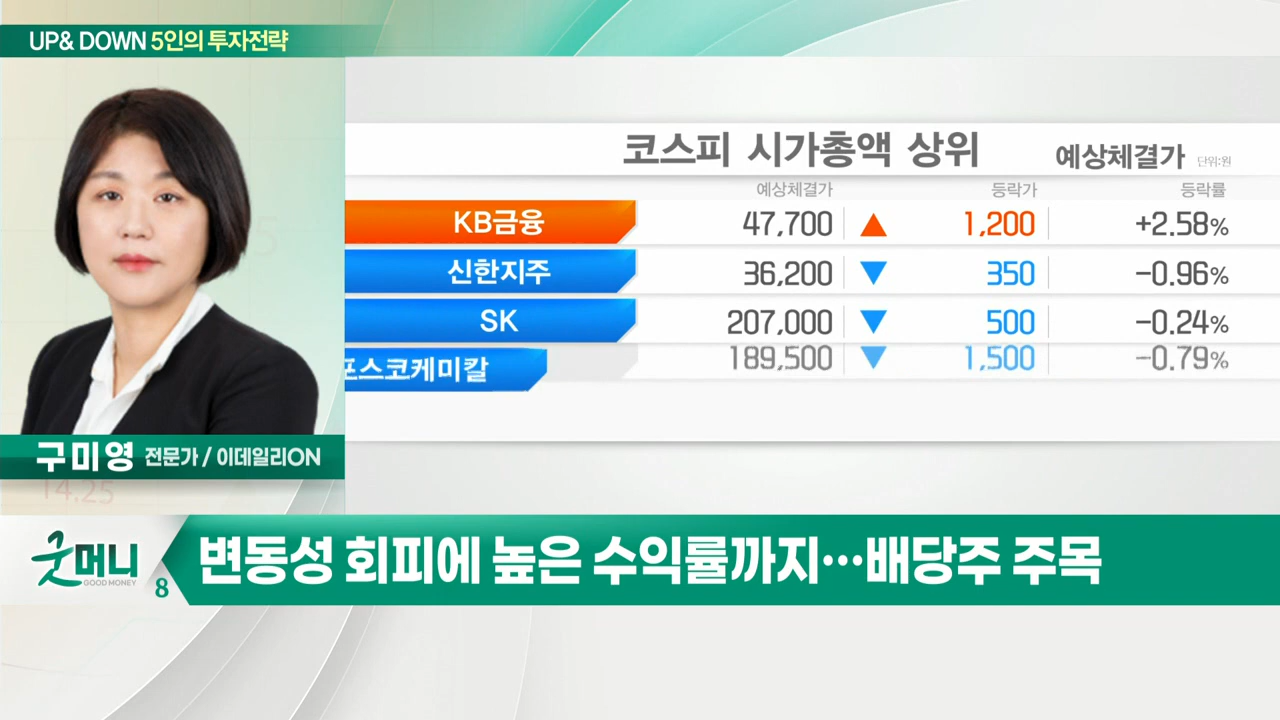 UP& DOWN 5인의 투자전략
코스피 시가총액 상위 예상체결가 단위:원
예상체결가 등락가 등락률
KB금융 47,700 ▲ 1,200 +2.58%
신한지주 36,200 ▼ 350 -0.96%
SK 207,000 ▼ 500 -0.24%
포스코케미칼 189,500 ▼ 1,500 -0.79%
구미영 전문가 / 이데일리ON
14.25
굿머니
GOOD MONEY
8
변동성 회피에 높은 수익률까지…배당주 주목